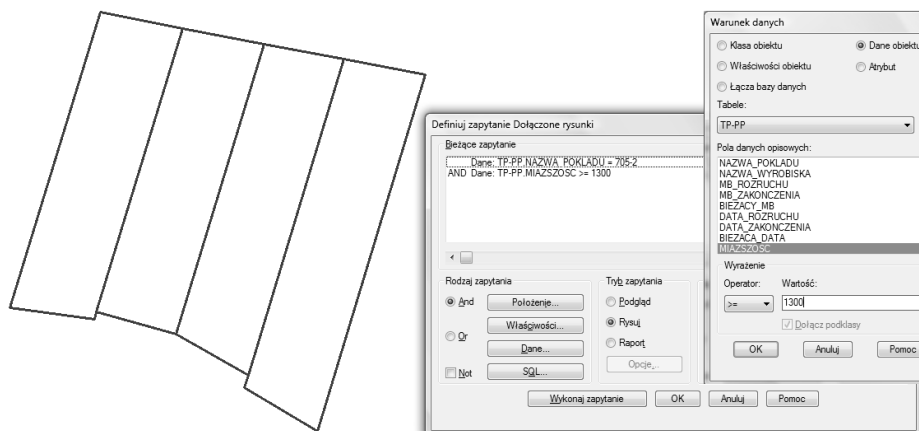 Definiuj zapytanie Dołączone rysunki
Bieżące zapytanie
Dane: TP-PP.NAZWA_POKLADU = 705-2
AND Dane: TP-PP.MIAZSZOSC >= 1300
Rodzaj zapytania
And
Or
Not
Położenie...
Właściwości...
Dane...
SQL...
Tryb zapytania
Podgląd
Rysuj
Raport
Opcje...
Wykonaj zapytanie
OK
Anuluj
Pomoc
Warunek danych
Klasa obiektu
Dane obiektu
Właściwości obiektu
Atrybut
Łącza bazy danych
Tabele:
TP-PP
Pola danych opisowych:
NAZWA_POKLADU
NAZWA_WYROBISKA
MB_ROZRUCHU
MB_ZAKONCZENIA
BIEZACY_MB
DATA_ROZRUCHU
DATA_ZAKONCZENIA
BIEZACA_DATA
MIAZSZOSC
Wyrażenie
Operator:
Wartość:
>=
1300
Dołącz podklasy
OK
Anuluj
Pomoc